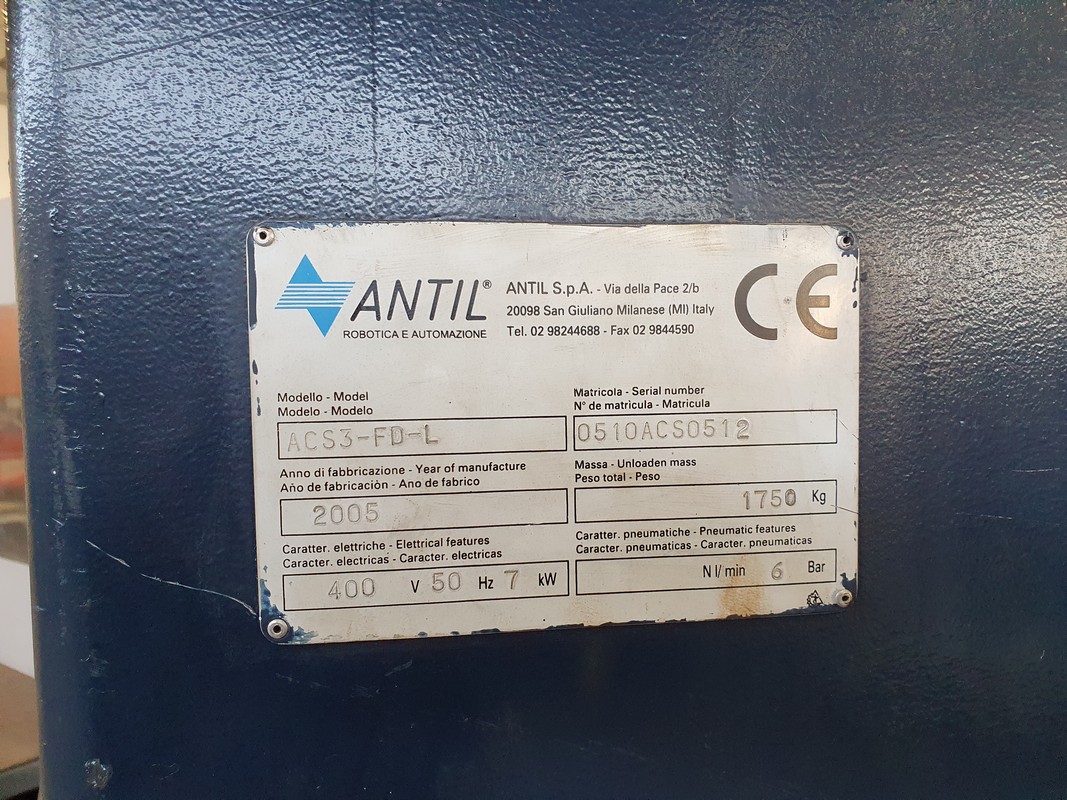 ANTIL®
ROBOTICA E AUTOMAZIONE
ANTIL S.p.A. - Via della Pace 2/b
20098 San Giuliano Milanese (MI) Italy
Tel. 02 98244688 - Fax 02 9844590
CE
Modello - Model
Modelo - Modelo
ACS3-FD-L
Matricola - Serial number
N° de matrìcula - Matricula
0510ACS0512
Anno di fabbricazione - Year of manufacture
Año de fabricaciòn - Ano de fabrico
2005
Massa - Unloaden mass
Peso total - Peso
1750 Kg
Caratter. elettriche - Elettrical features
Caracter. electricas - Caracter. electricas
400 V 50 Hz 7 kW
Caratter. pneumatiche - Pneumatic features
Caracter. pneumaticas - Caracter. pneumaticas
N l/min 6 Bar